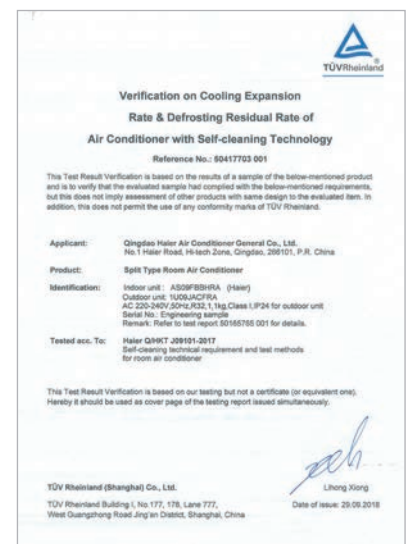 TÜVRheinland
Verification on Cooling Expansion
Rate & Defrosting Residual Rate of
Air Conditioner with Self-cleaning Technology
Reference No.: 60417703 001
This Test Result Verification is based on the results of a sample of the below-mentioned product
and is to verify that the evaluated sample had complied with the below-mentioned requirements,
but this does not imply assessment of other products with same design to the evaluated item. In
addition, this does not permit the use of any conformity marks of TÜV Rheinland.
Applicant: Qingdao Haier Air Conditioner General Co., Ltd.
No.1 Haier Road, Hi-tech Zone, Qingdao, 266101, P.R. China
Product: Split Type Room Air Conditioner
Identification: Indoor unit : AS09FBBHRA (Haier)
Outdoor unit: 1U09JACFRA
AC 220-240V,50Hz,R32,1,1kg,Class I,IP24 for outdoor unit
Serial No.: Engineering sample
Remark: Refer to test report 50165765 001 for details.
Tested acc. To: Haier Q/HKT J09101-2017
Self-cleaning technical requirement and test methods
for room air conditioner
This Test Result Verification is based on our testing but not a certificate (or equivalent one).
Hereby it should be used as cover page of the testing report issued simultaneously.
TÜV Rheinland (Shanghai) Co., Ltd.
Lihong Xiong
TÜV Rheinland Building I, No.177, 178, Lane 777,
West Guangzhong Road Jing'an District, Shanghai, China
Date of issue: 29.09.2018